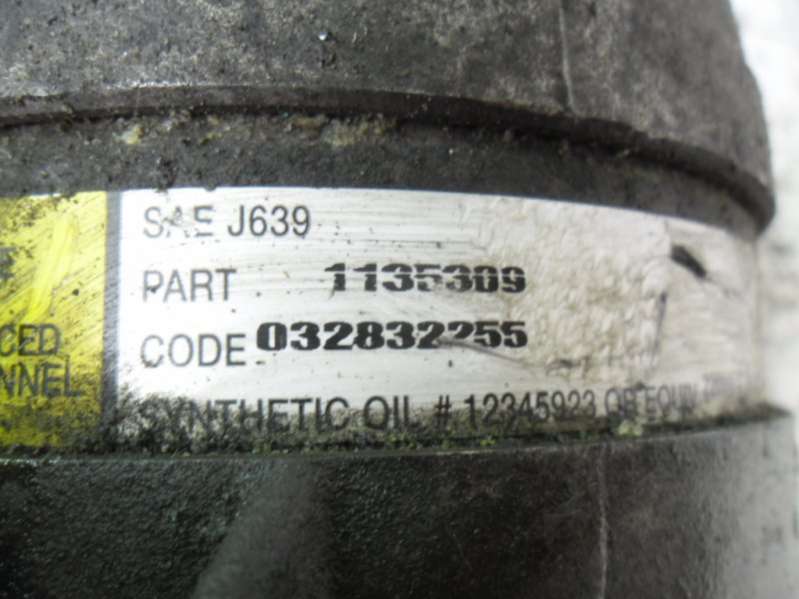 SAE J639
PART 1135309
CODE 032832255
CED
NNEL
SYNTHETIC OIL # 12345923 OR EQUIV